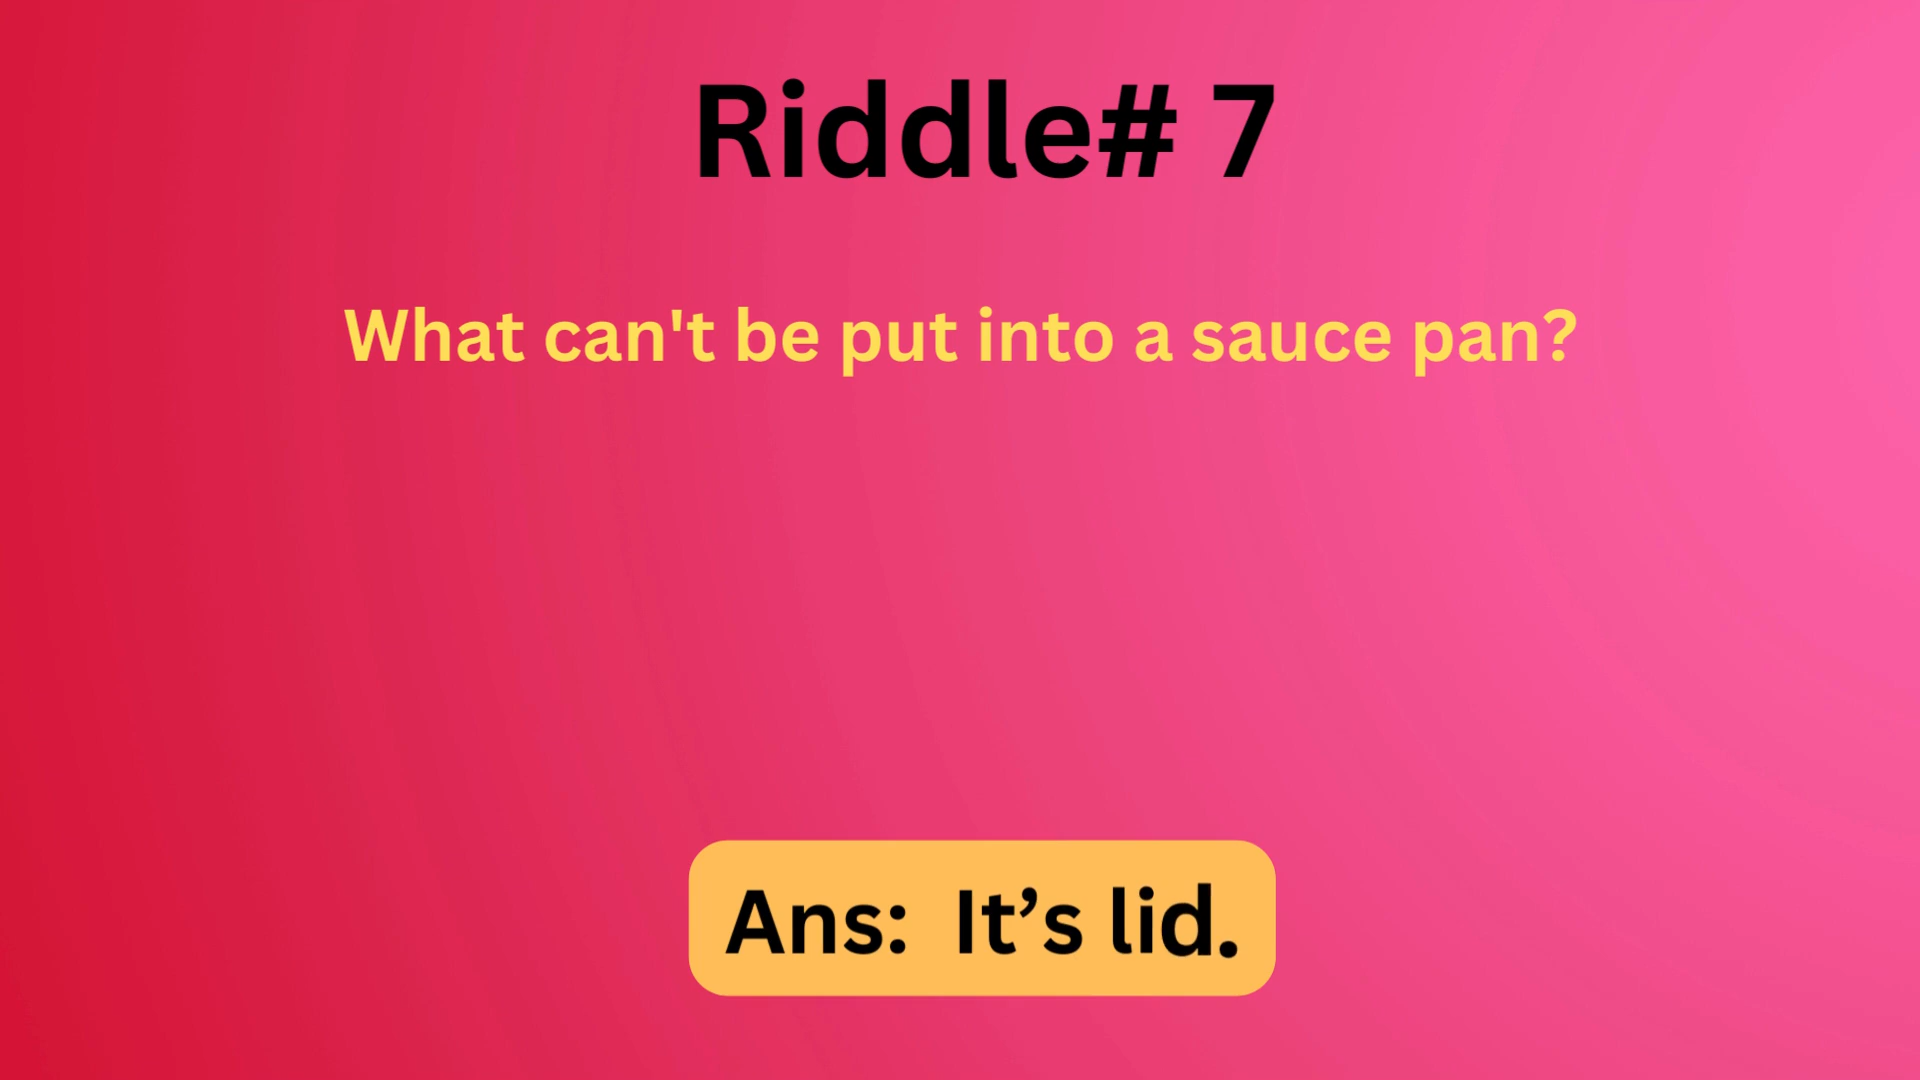 Riddle# 7
What can't be put into a sauce pan?
Ans: It’s lid.